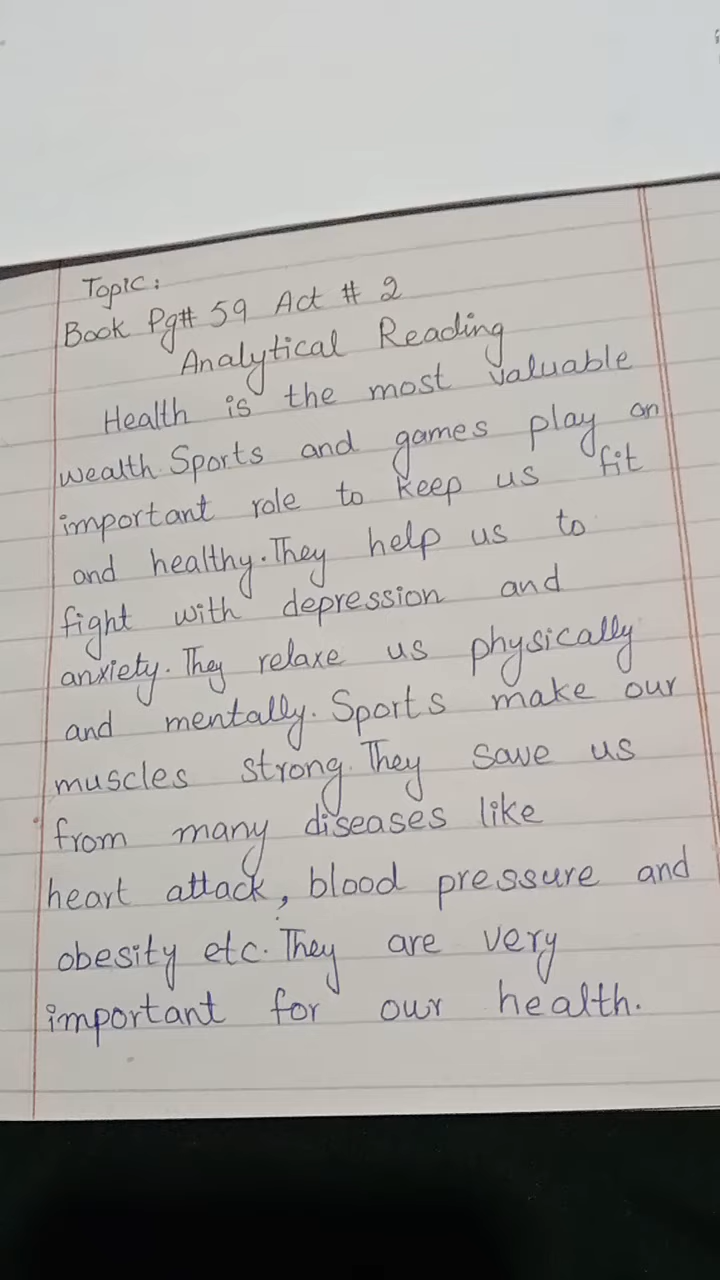 Topic:
Book Pg# 59 Act # 2
Analytical Reading
Health is the most valuable
wealth. Sports and games play an
important role to keep us fit
and healthy. They help us to
fight with depression and
anxiety. They relaxe us physically
and mentally. Sports make our
muscles strong. They save us
from many diseases like
heart attack, blood pressure and
obesity etc. They are very
important for our health.